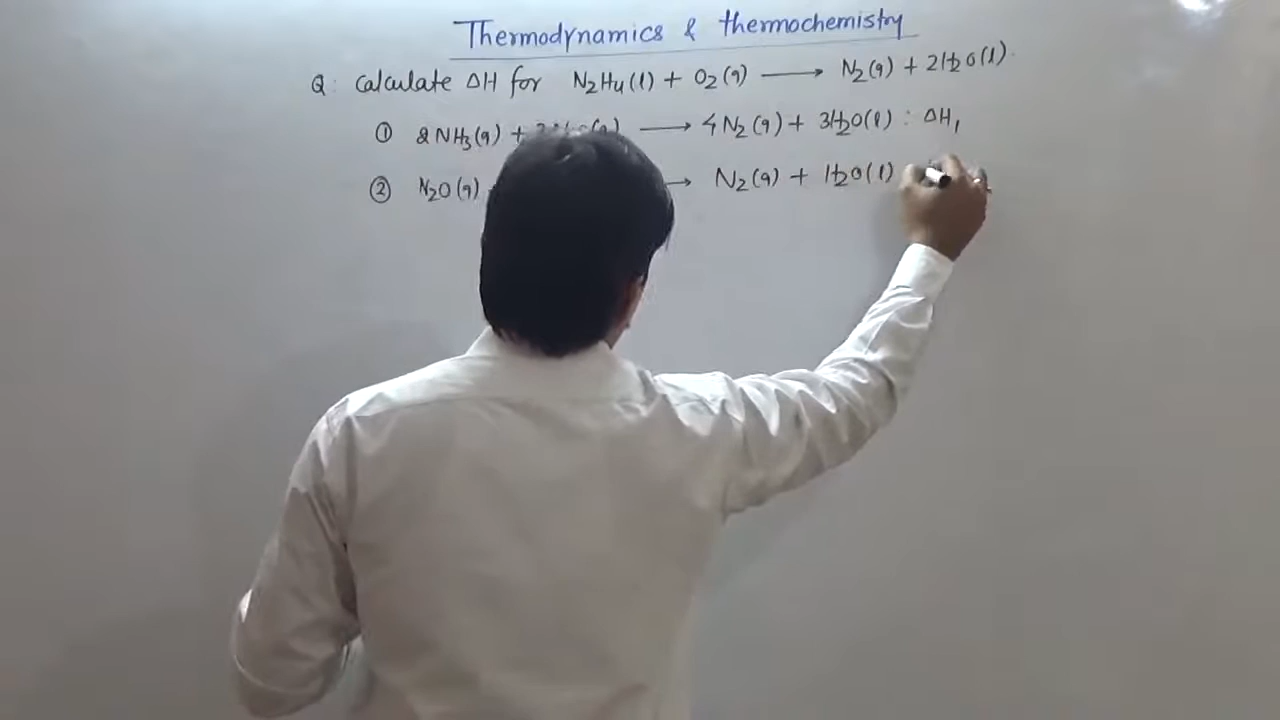 Thermodynamics & thermochemistry
Q: Calculate ΔH for N₂H₄(l) + O₂(g) ⟶ N₂(g) + 2H₂O(l).
① 2NH₃(g) + ⟶ 4N₂(g) + 3H₂O(l) : ΔH₁
② N₂O(g) → N₂(g) + H₂O(l)